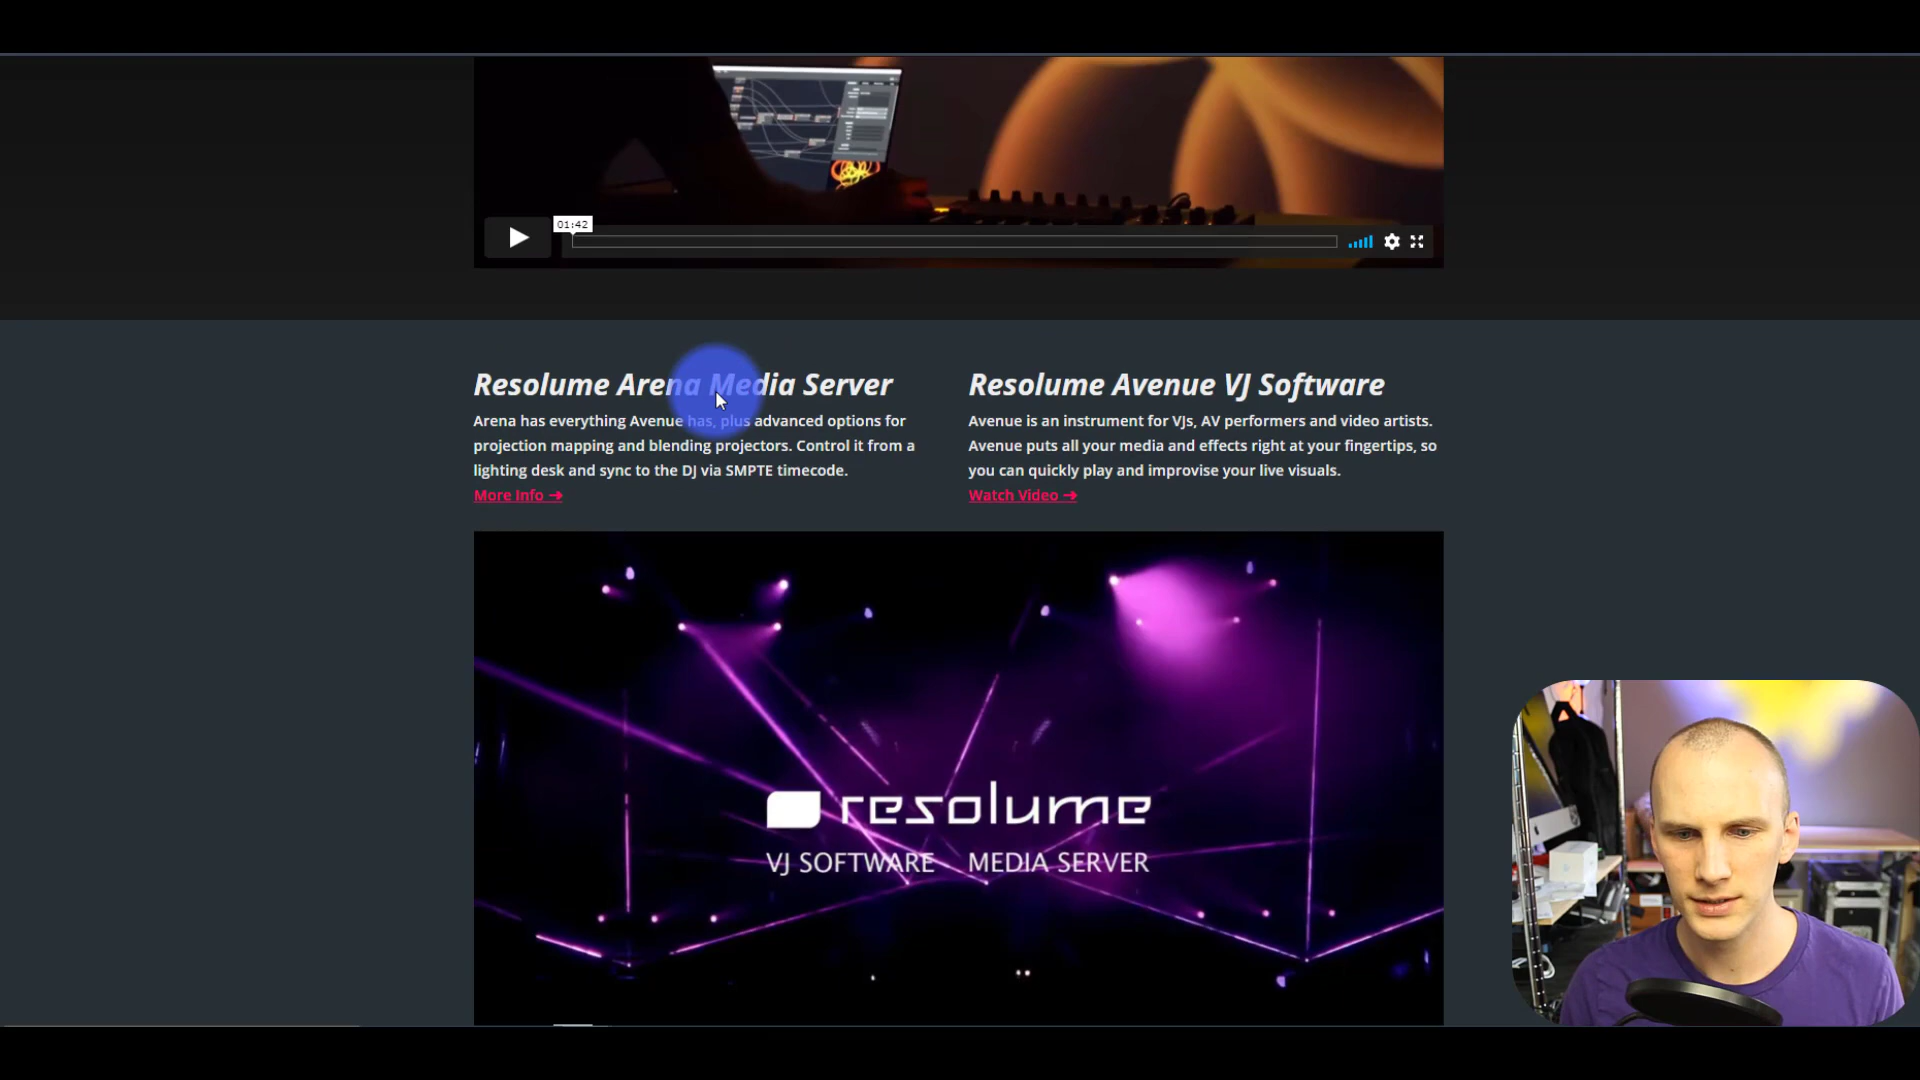 01:42
Resolume Arena Media Server
Arena has everything Avenue has, plus advanced options for
projection mapping and blending projectors. Control it from a
lighting desk and sync to the DJ via SMPTE timecode.
More Info ➜
Resolume Avenue VJ Software
Avenue is an instrument for VJs, AV performers and video artists.
Avenue puts all your media and effects right at your fingertips, so
you can quickly play and improvise your live visuals.
Watch Video ➜
resolume
VJ SOFTWARE MEDIA SERVER